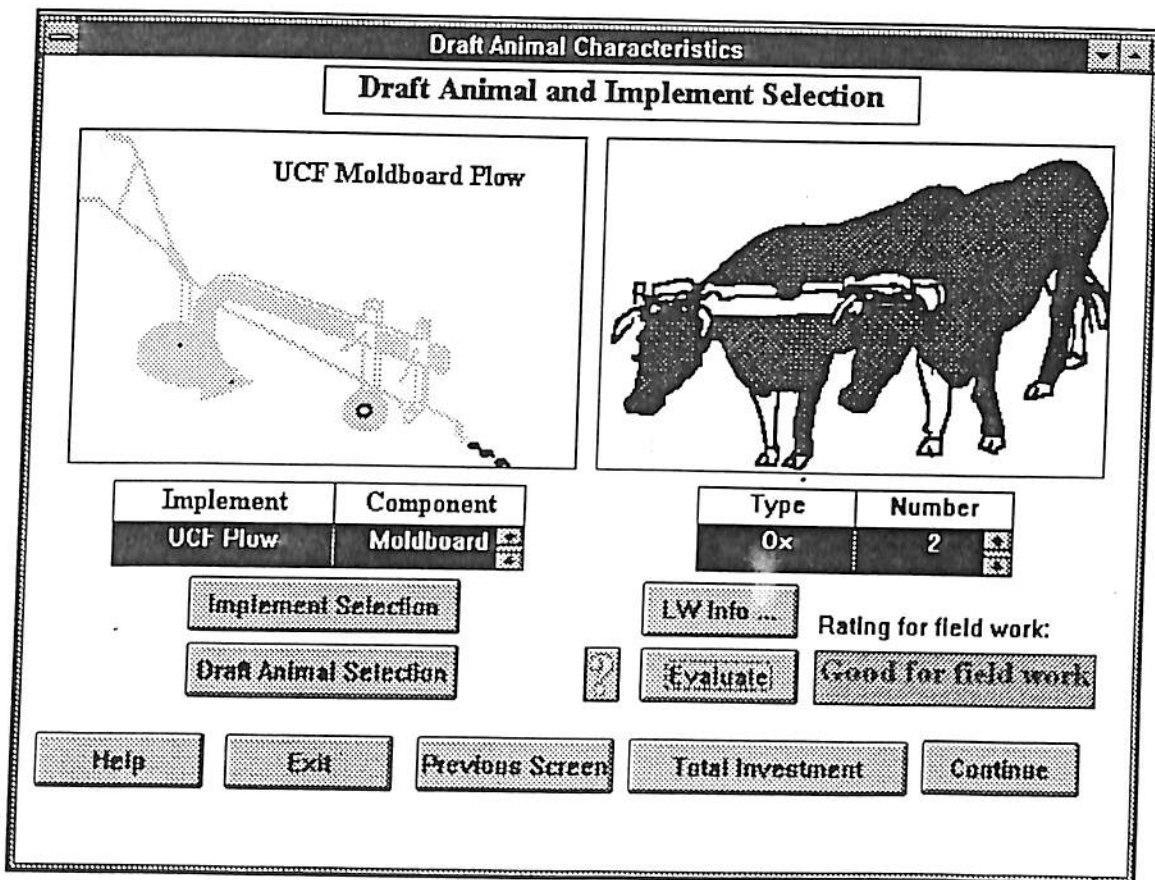 Draft Animal Characteristics
Draft Animal and Implement Selection
UCF Moldboard Plow
Implement Component
UCF Plow Moldboard
Type Number
Ox 2
Implement Selection
LW Info ...
Rating for field work:
Draft Animal Selection
?
Evaluate
Good for field work
Help
Exit
Previous Screen
Total Investment
Continue